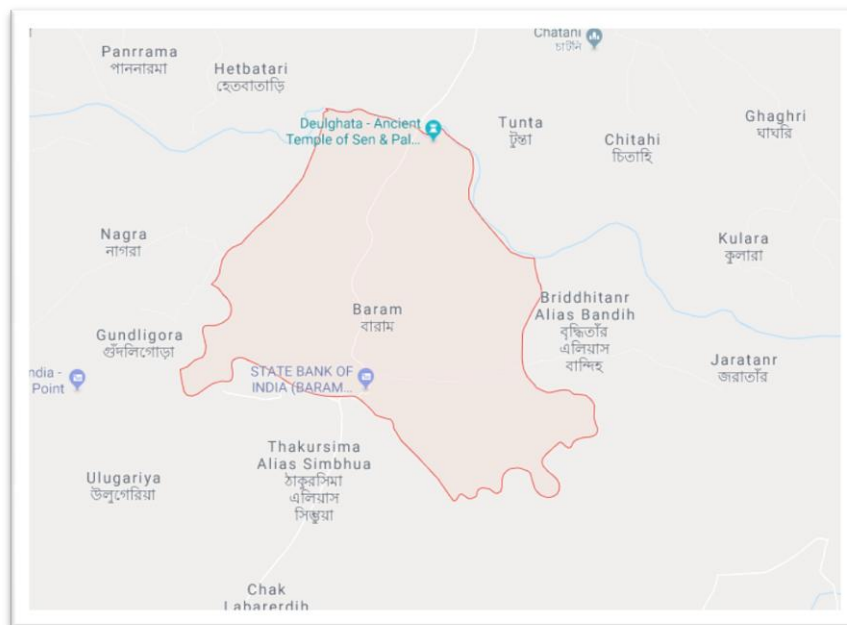 Chatani
চাটানি
Panrrama
পাননারমা
Hetbatari
হেতবাতাড়ি
Deulghata - Ancient
Temple of Sen & Pal...
Tunta
টুন্তা
Chitahi
চিতাহি
Ghaghri
ঘাঘরি
Nagra
নাগরা
Kulara
কুলারা
Baram
বারাম
Briddhitanr
Alias Bandih
বৃদ্ধিতাঁর
এলিয়াস
বান্দিহ
Gundligora
গুঁদলিগোড়া
Jaratanr
জরাতাঁর
ndia -
Point
STATE BANK OF
INDIA (BARAM...
Thakursima
Alias Simbhua
ঠাকুরসিমা
এলিয়াস
সিম্ভুয়া
Ulugariya
উলুগেরিয়া
Chak
Labarerdih